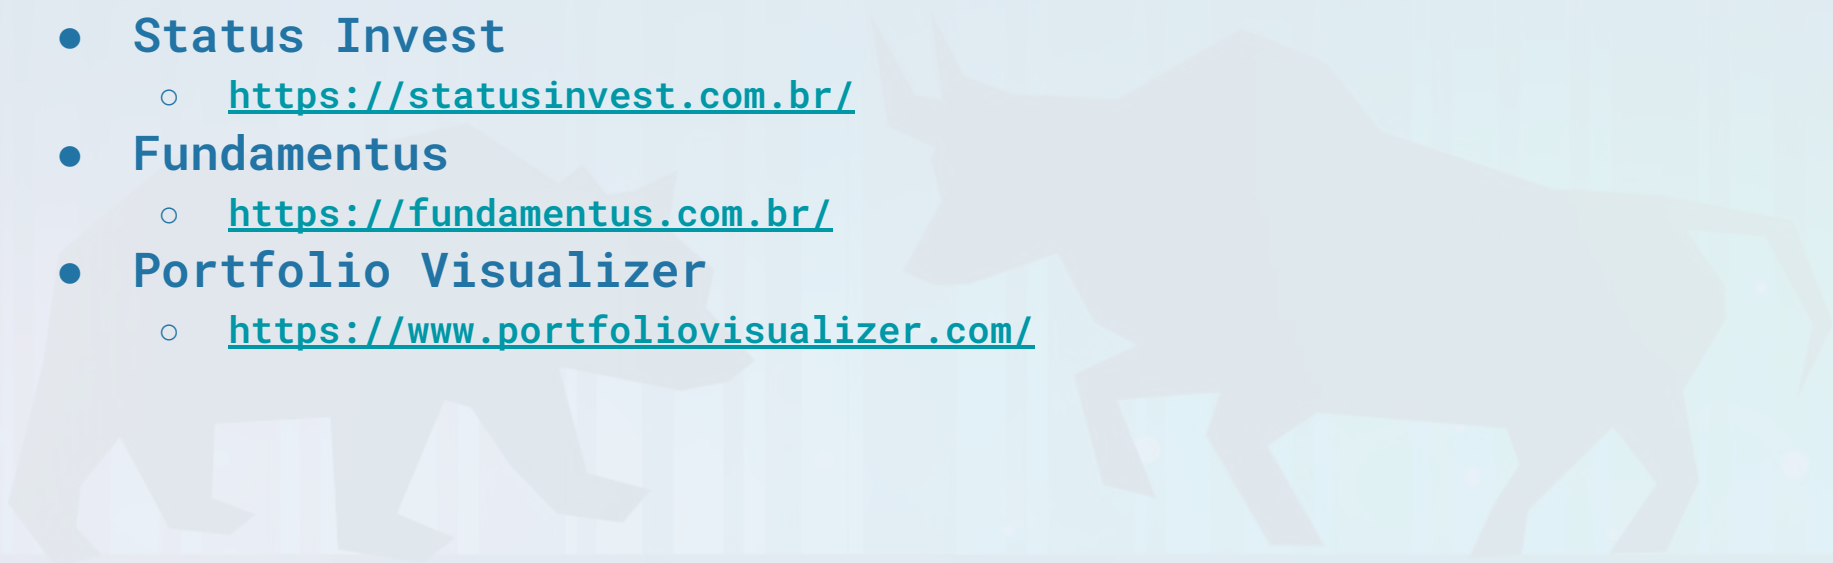 ● Status Invest
○ https://statusinvest.com.br/
● Fundamentus
○ https://fundamentus.com.br/
● Portfolio Visualizer
○ https://www.portfoliovisualizer.com/